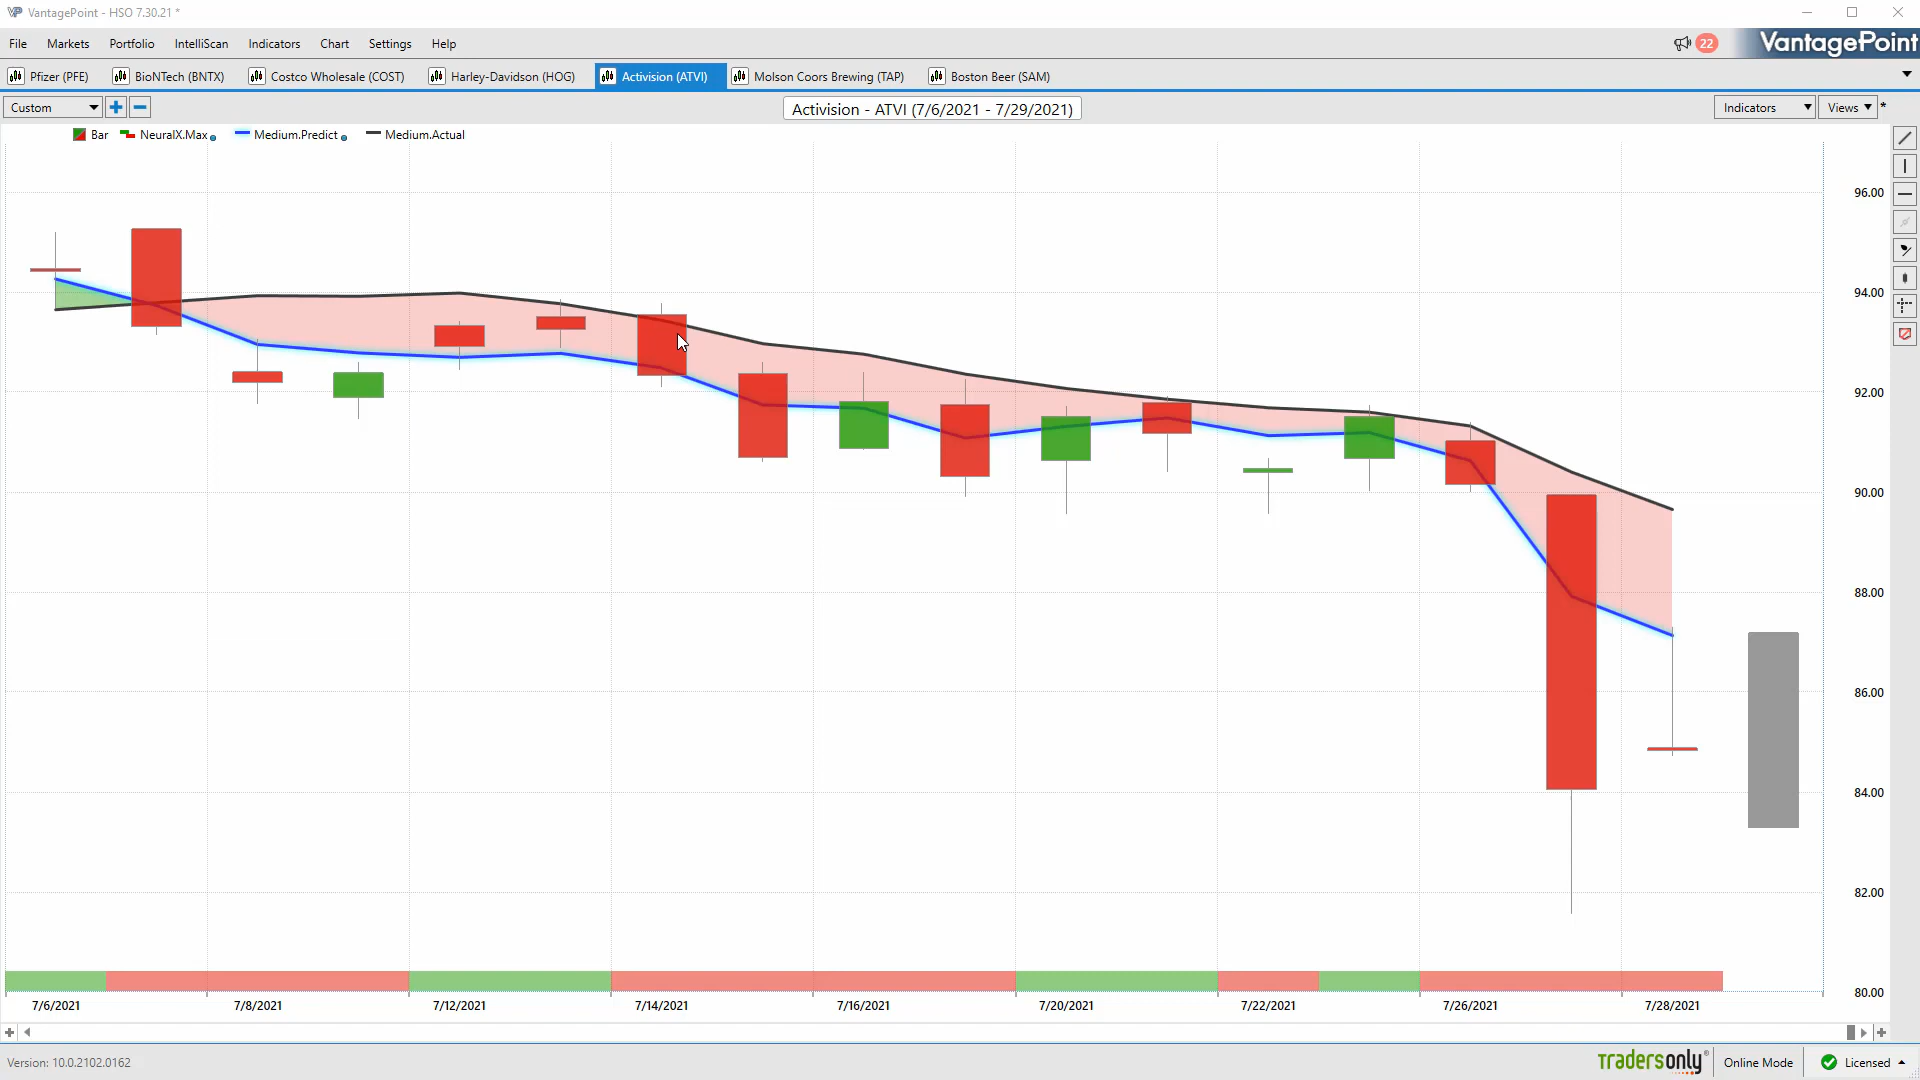 VantagePoint - HSO 7.30.21 *
File Markets Portfolio IntelliScan Indicators Chart Settings Help 22 VantagePoint
Pfizer (PFE) BioNTech (BNTX) Costco Wholesale (COST) Harley-Davidson (HOG) Activision (ATVI) Molson Coors Brewing (TAP) Boston Beer (SAM)
Custom Activision - ATVI (7/6/2021 - 7/29/2021) Indicators Views *
Bar NeuralX.Max Medium.Predict Medium.Actual
96.00
94.00
92.00
90.00
88.00
86.00
84.00
82.00
80.00
7/6/2021 7/8/2021 7/12/2021 7/14/2021 7/16/2021 7/20/2021 7/22/2021 7/26/2021 7/28/2021
Version: 10.0.2102.0162 tradersonly Online Mode Licensed